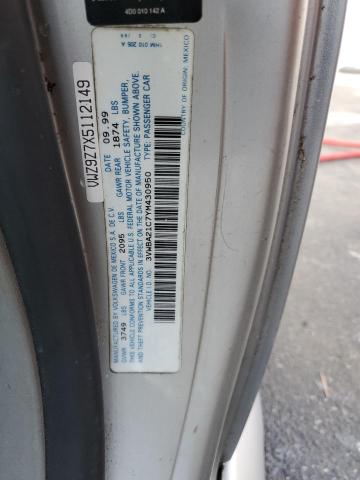 4D0 010 142 A
VWZ9Z7X5112149
1HM 010 205 A
MANUFACTURED BY VOLKSWAGEN DE MEXICO S.A. DE C.V. 09.99
GVWR 3749 LBS GAWR FRONT 2095 LBS GAWR REAR 1874 LBS
THIS VEHICLE CONFORMS TO ALL APPLICABLE U.S. FEDERAL MOTOR VEHICLE SAFETY, BUMPER,
AND THEFT PREVENTION STANDARDS IN EFFECT ON THE DATE OF MANUFACTURE SHOWN ABOVE.
VEHICLE I.D. NO.: 3VWBA21C7YM430950 TYPE: PASSENGER CAR
COUNTRY OF ORIGIN: MEXICO